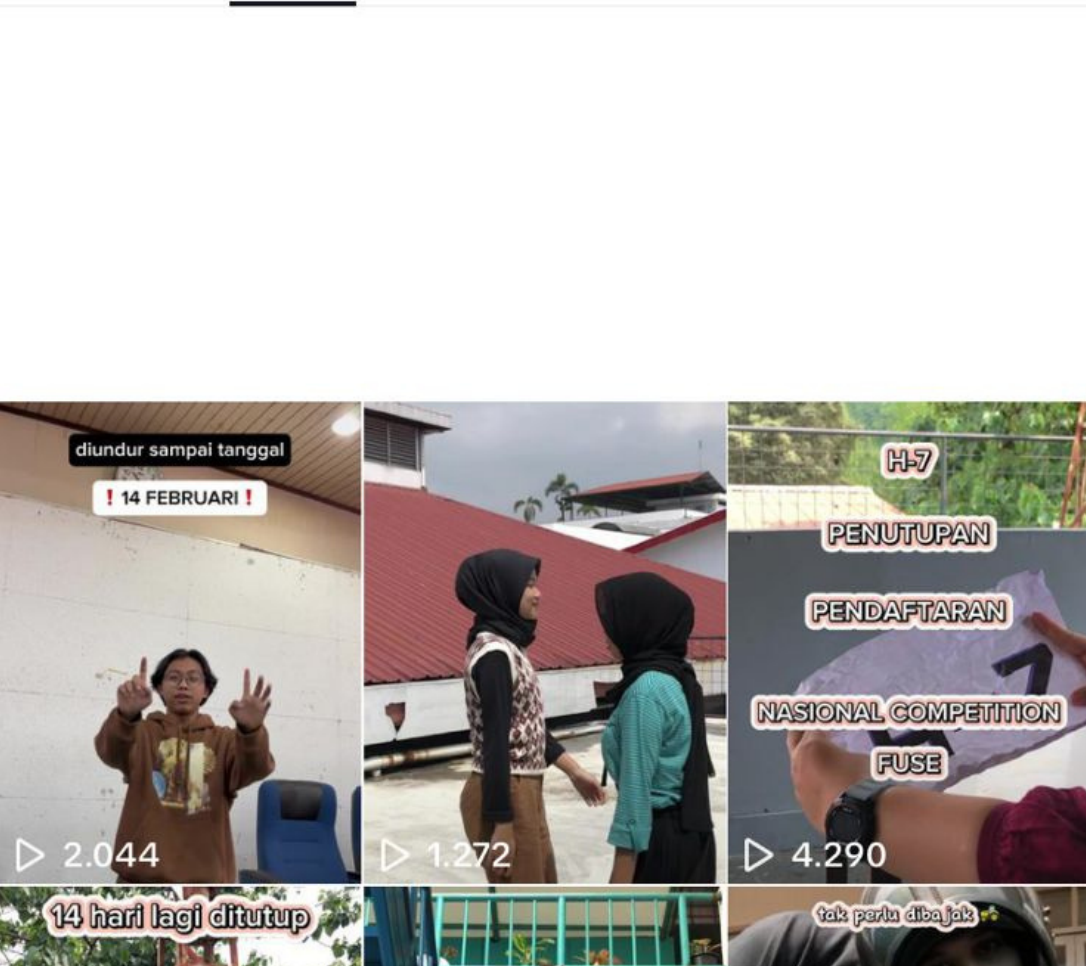 diundur sampai tanggal
❗14 FEBRUARI❗
2.044
1.272
H-7
PENUTUPAN
PENDAFTARAN
NASIONAL COMPETITION
FUSE
4.290
14 hari lagi ditutup
tak perlu dibajak